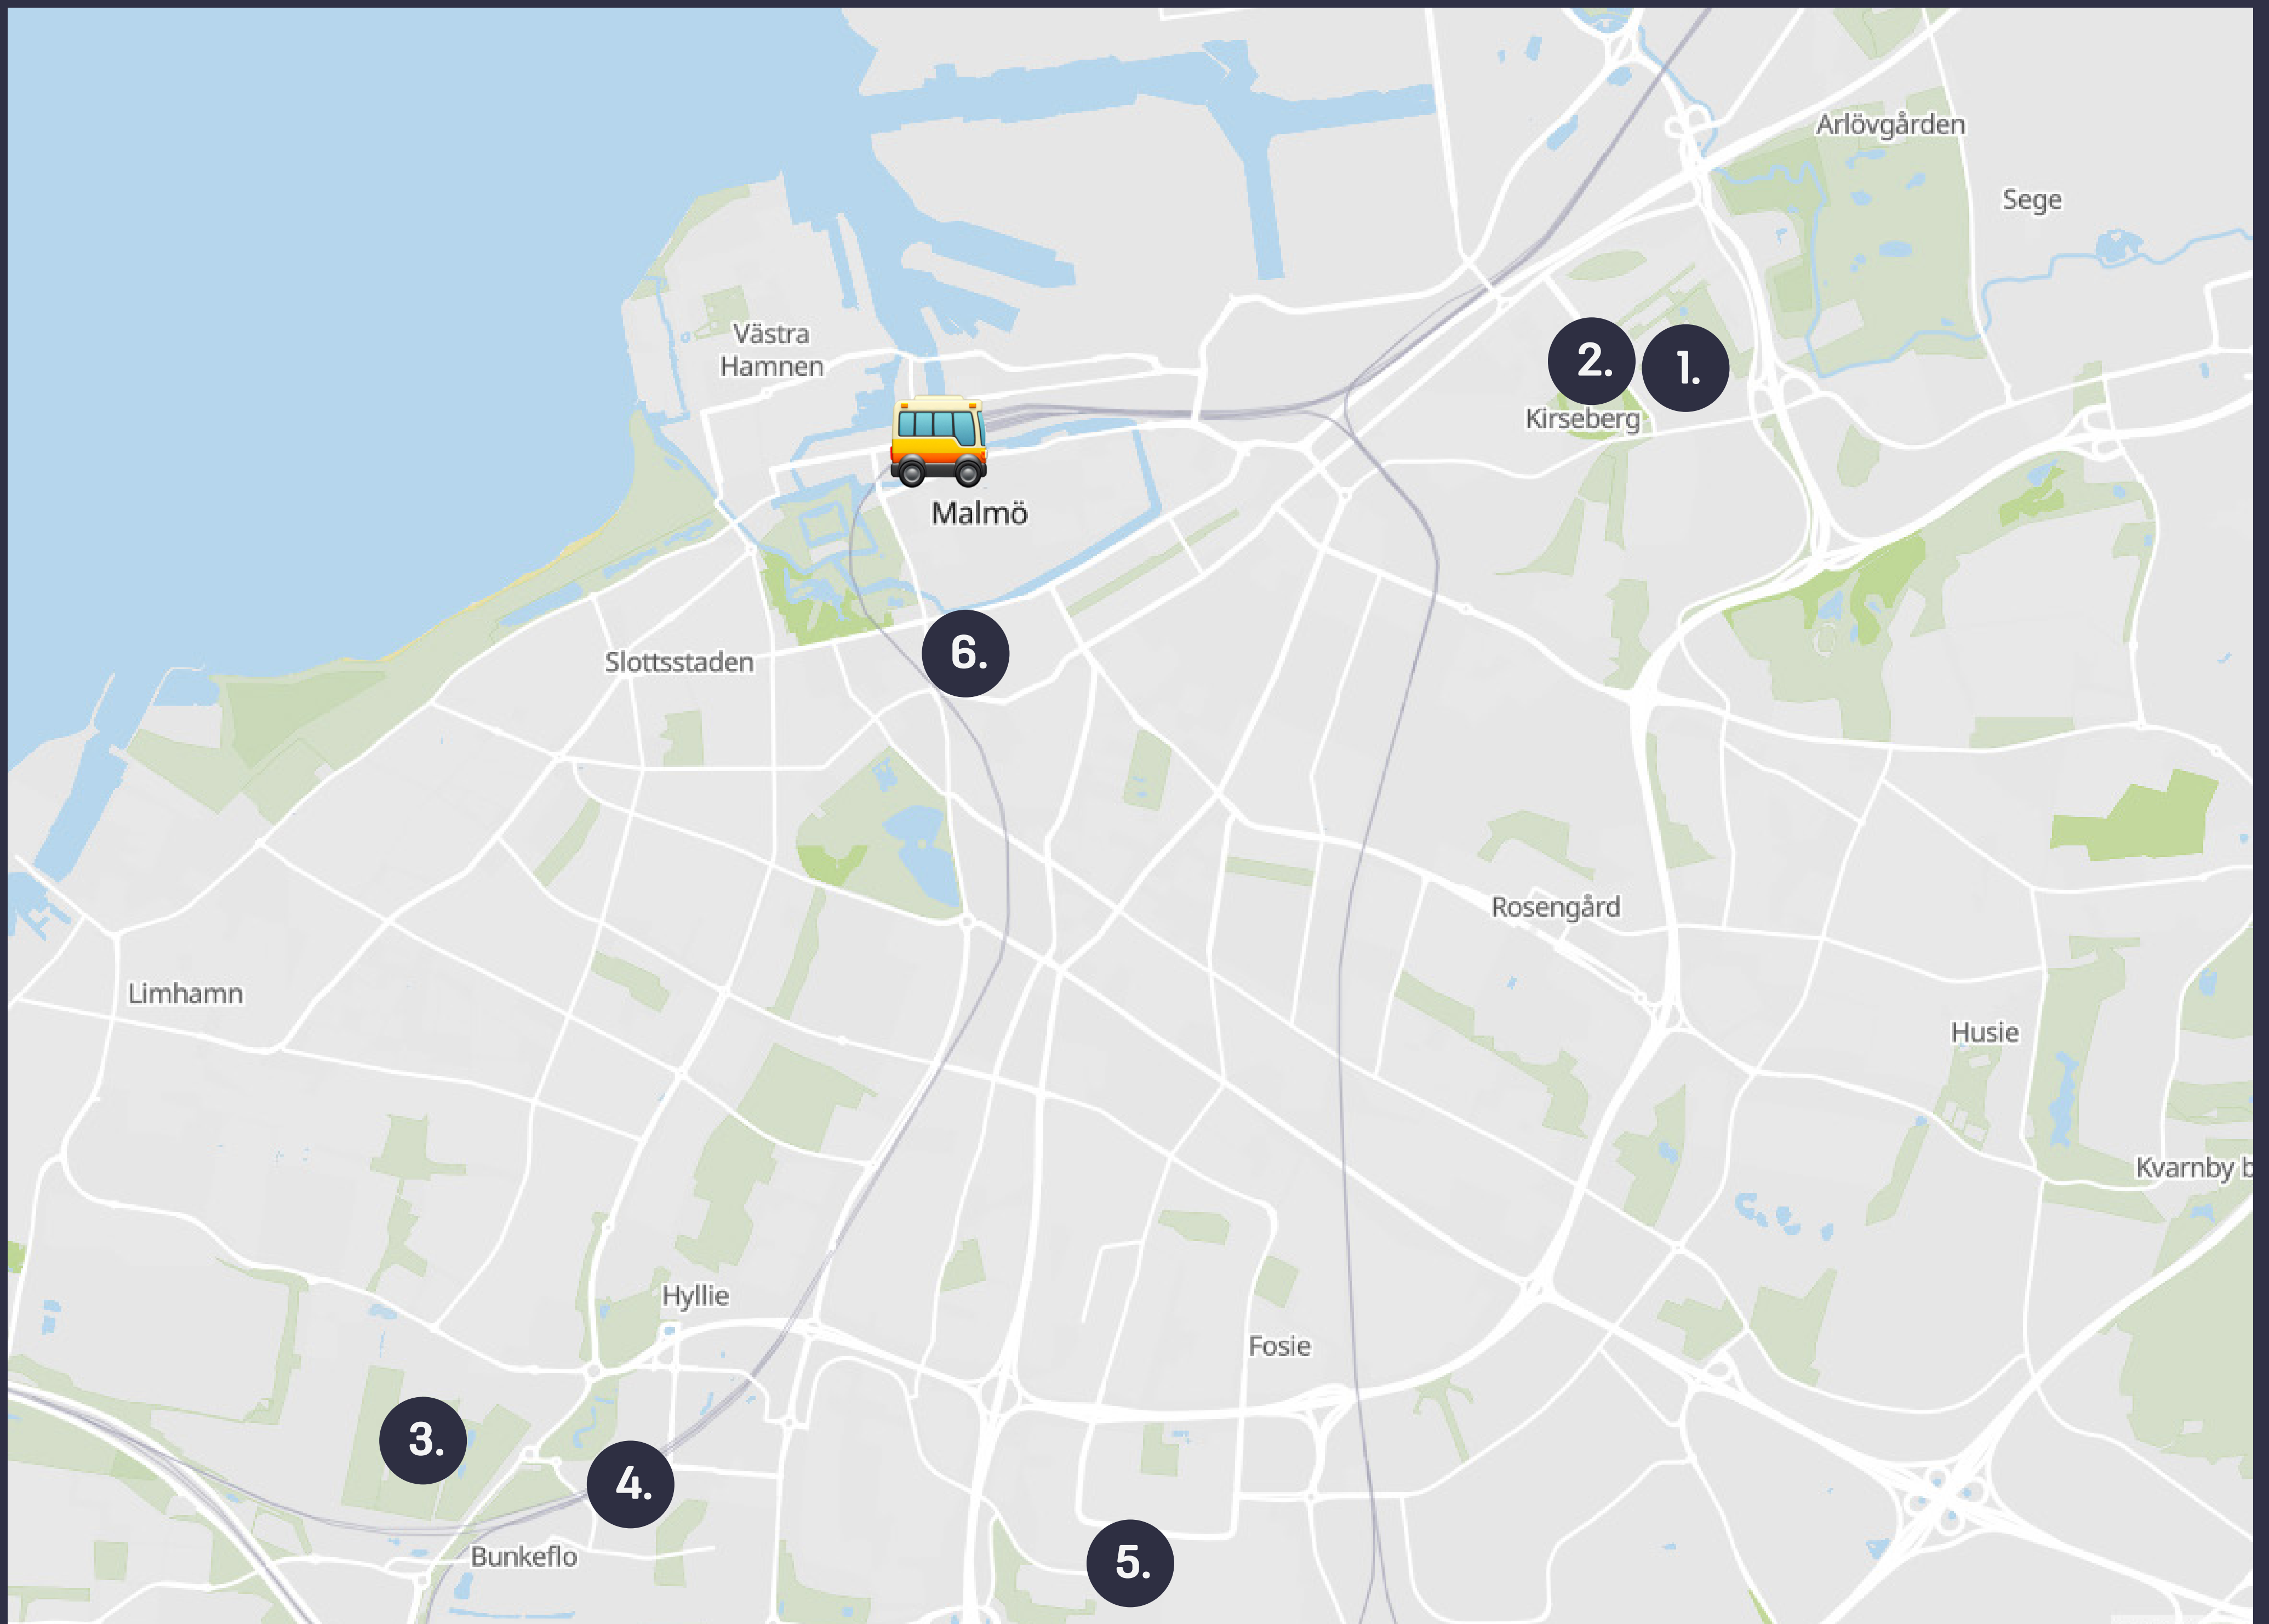 Arlövgården
Sege
Västra
Hamnen
2.
1.
Kirseberg
Malmö
6.
Slottsstaden
Rosengård
Limhamn
Husie
Kvarnby b
Hyllie
Fosie
3.
4.
Bunkeflo
5.